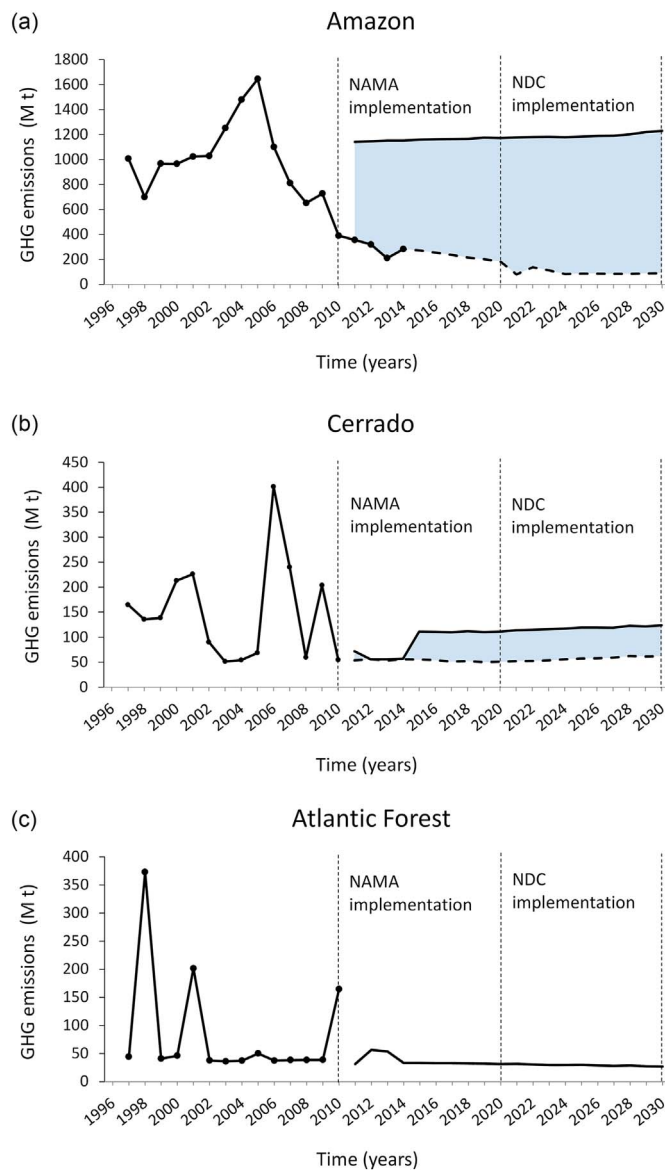 (a)
Amazon
GHG emissions (M t)
1800
1600
1400
1200
1000
800
600
400
200
0
NAMA
implementation
NDC
implementation
1996 1998 2000 2002 2004 2006 2008 2010 2012 2014 2016 2018 2020 2022 2024 2026 2028 2030
Time (years)
(b)
Cerrado
GHG emissions (M t)
450
400
350
300
250
200
150
100
50
0
NAMA
implementation
NDC
implementation
1996 1998 2000 2002 2004 2006 2008 2010 2012 2014 2016 2018 2020 2022 2024 2026 2028 2030
Time (years)
(c)
Atlantic Forest
GHG emissions (M t)
400
350
300
250
200
150
100
50
0
NAMA
implementation
NDC
implementation
1996 1998 2000 2002 2004 2006 2008 2010 2012 2014 2016 2018 2020 2022 2024 2026 2028 2030
Time (years)